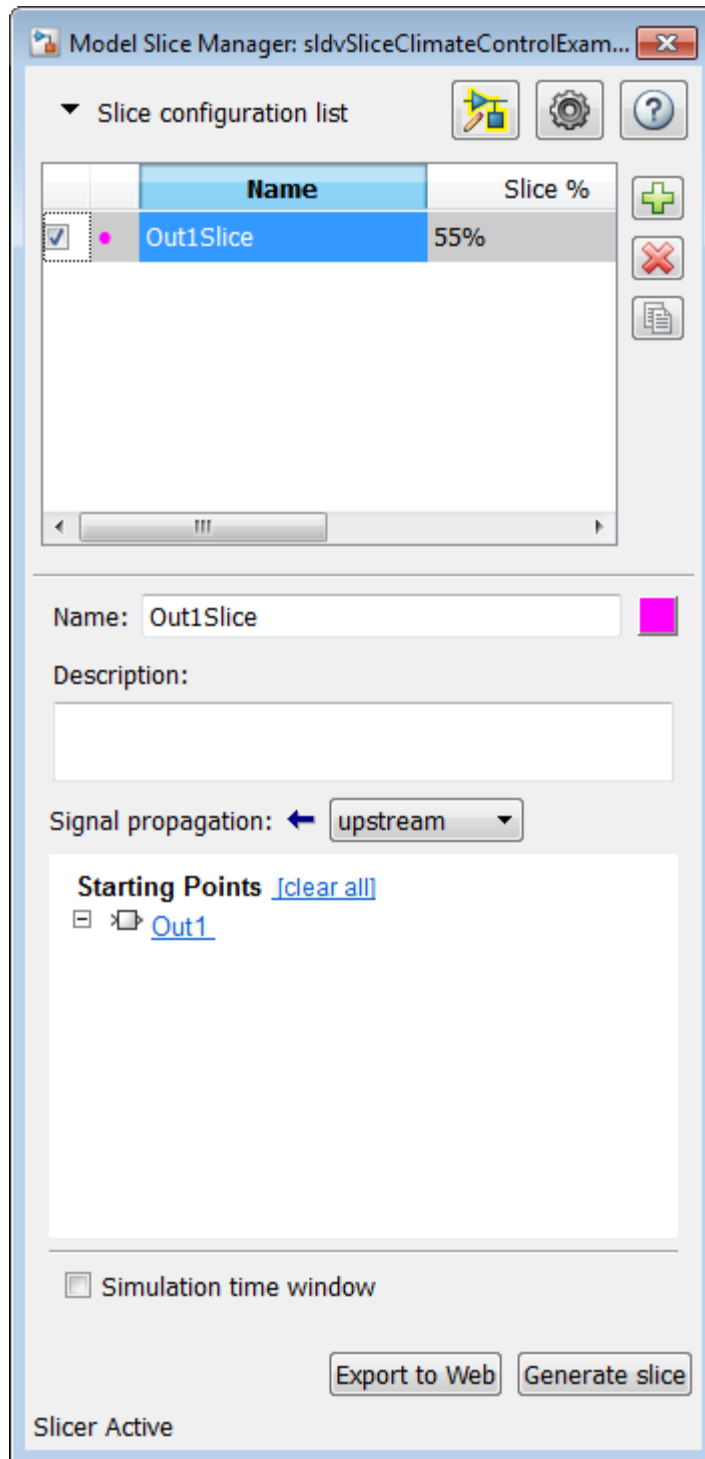 Model Slice Manager: sldvSliceClimateControlExam...
Slice configuration list
Name Slice %
Out1Slice 55%
Name: Out1Slice
Description:
Signal propagation: upstream
Starting Points [clear all]
Out1
Simulation time window
Export to Web Generate slice
Slicer Active